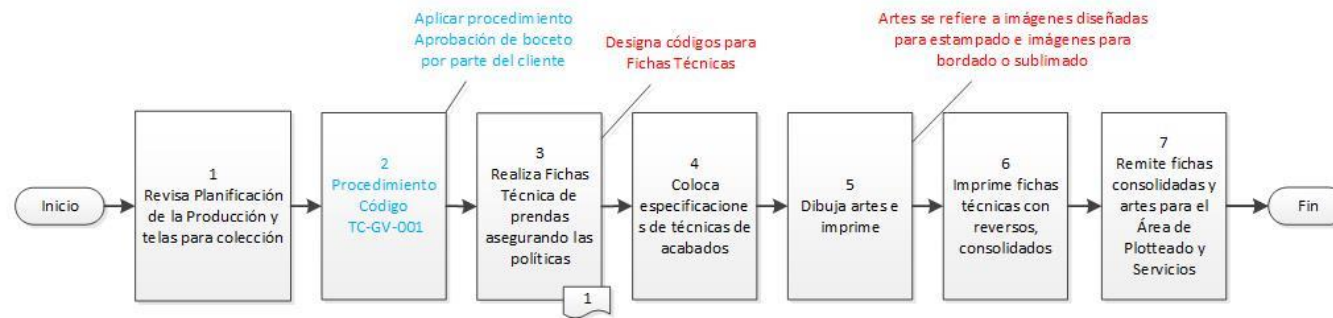 Aplicar procedimiento
Aprobación de boceto
por parte del cliente
Designa códigos para
Fichas Técnicas
Artes se refiere a imágenes diseñadas
para estampado e imágenes para
bordado o sublimado
Inicio
1
Revisa Planificación
de la Producción y
telas para colección
2
Procedimiento
Código
TC-GV-001
3
Realiza Fichas
Técnica de
prendas
asegurando las
políticas
1
4
Coloca
especificacione
s de técnicas de
acabados
5
Dibuja artes e
imprime
6
Imprime fichas
técnicas con
reversos,
consolidados
7
Remite fichas
consolidadas y
artes para el
Área de
Plotteado y
Servicios
Fin